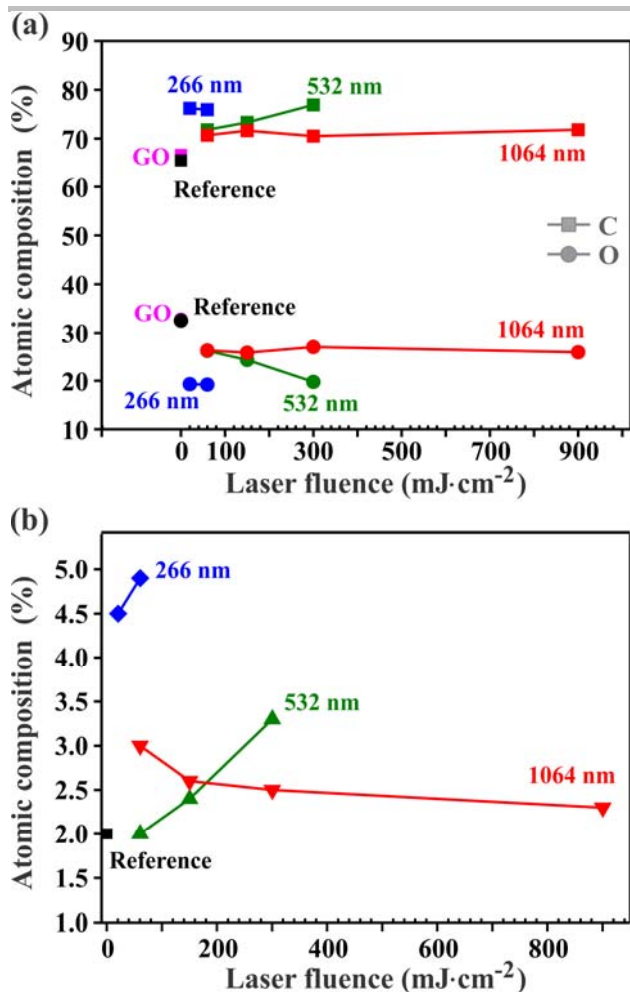 (a)
90
80
70
60
50
40
30
20
10
Atomic composition (%)
266 nm
532 nm
GO
Reference
1064 nm
C
O
GO
Reference
1064 nm
266 nm
532 nm
0 100 300 500 700 900
Laser fluence (mJ·cm⁻²)
(b)
5.0
4.5
4.0
3.5
3.0
2.5
2.0
1.5
1.0
Atomic composition (%)
266 nm
532 nm
1064 nm
Reference
0 200 400 600 800
Laser fluence (mJ·cm⁻²)